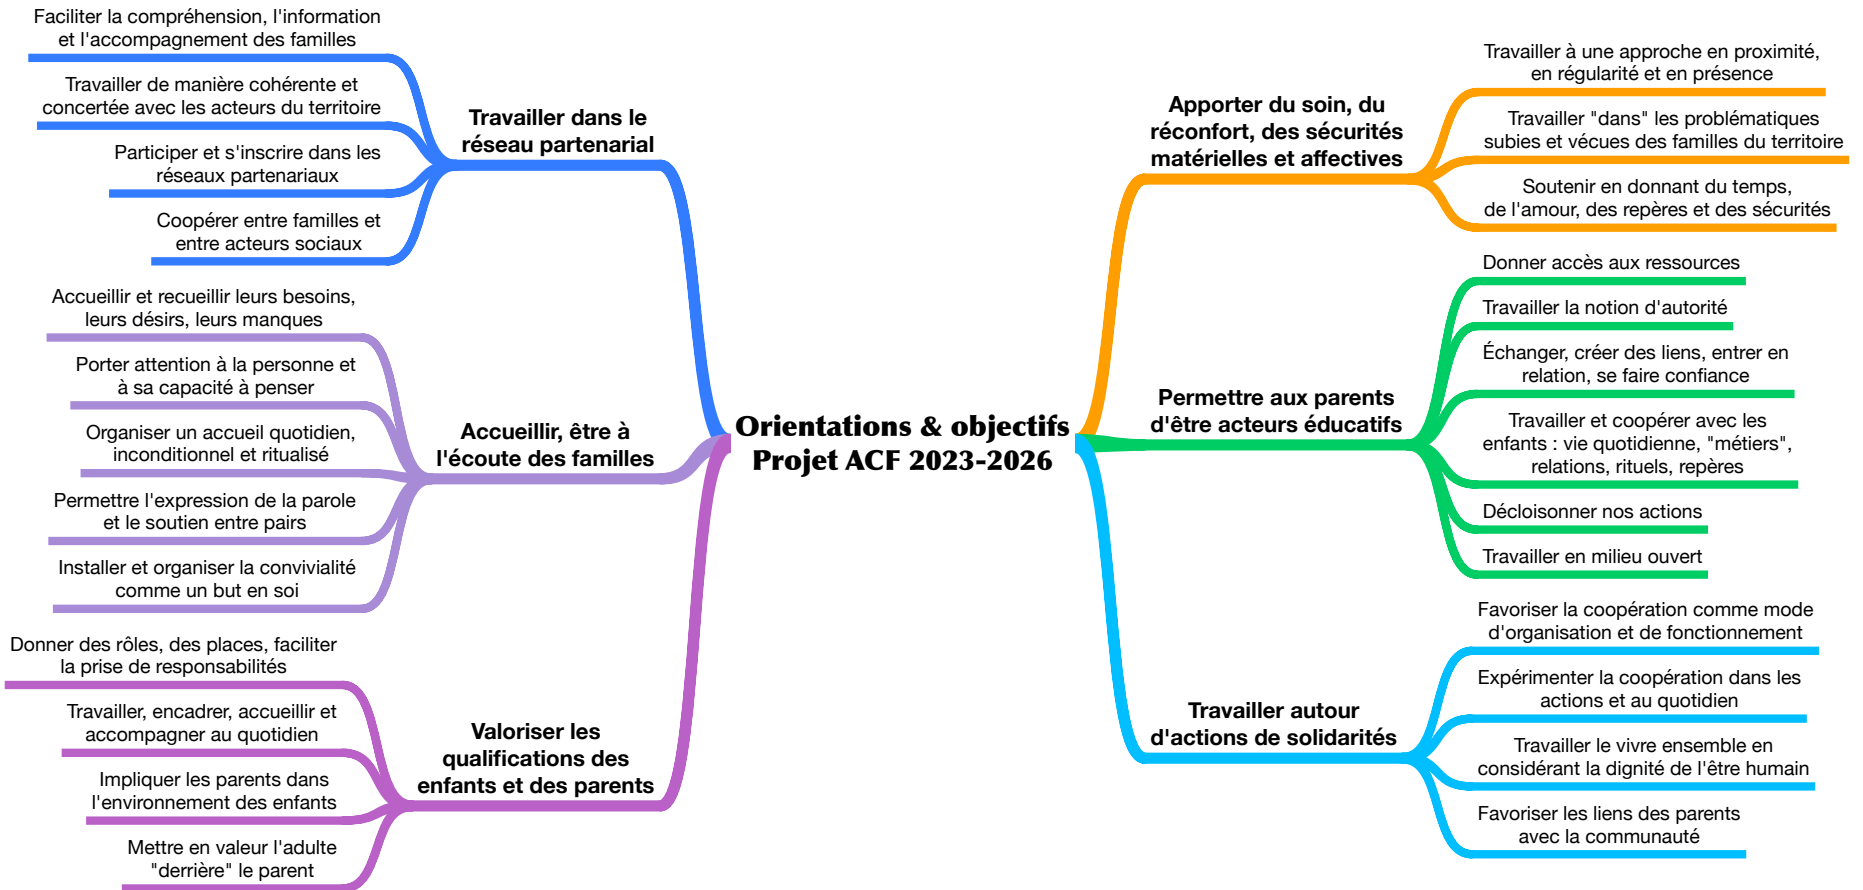 Orientations & objectifs
Projet ACF 2023-2026
Travailler dans le
réseau partenarial
Faciliter la compréhension, l'information
et l'accompagnement des familles
Travailler de manière cohérente et
concertée avec les acteurs du territoire
Participer et s'inscrire dans les
réseaux partenariaux
Coopérer entre familles et
entre acteurs sociaux
Accueillir, être à
l'écoute des familles
Accueillir et recueillir leurs besoins,
leurs désirs, leurs manques
Porter attention à la personne et
à sa capacité à penser
Organiser un accueil quotidien,
inconditionnel et ritualisé
Permettre l'expression de la parole
et le soutien entre pairs
Installer et organiser la convivialité
comme un but en soi
Valoriser les
qualifications des
enfants et des parents
Donner des rôles, des places, faciliter
la prise de responsabilités
Travailler, encadrer, accueillir et
accompagner au quotidien
Impliquer les parents dans
l'environnement des enfants
Mettre en valeur l'adulte
"derrière" le parent
Apporter du soin, du
réconfort, des sécurités
matérielles et affectives
Travailler à une approche en proximité,
en régularité et en présence
Travailler "dans" les problématiques
subies et vécues des familles du territoire
Soutenir en donnant du temps,
de l'amour, des repères et des sécurités
Permettre aux parents
d'être acteurs éducatifs
Donner accès aux ressources
Travailler la notion d'autorité
Échanger, créer des liens, entrer en
relation, se faire confiance
Travailler et coopérer avec les
enfants : vie quotidienne, "métiers",
relations, rituels, repères
Décloisonner nos actions
Travailler en milieu ouvert
Travailler autour
d'actions de solidarités
Favoriser la coopération comme mode
d'organisation et de fonctionnement
Expérimenter la coopération dans les
actions et au quotidien
Travailler le vivre ensemble en
considérant la dignité de l'être humain
Favoriser les liens des parents
avec la communauté